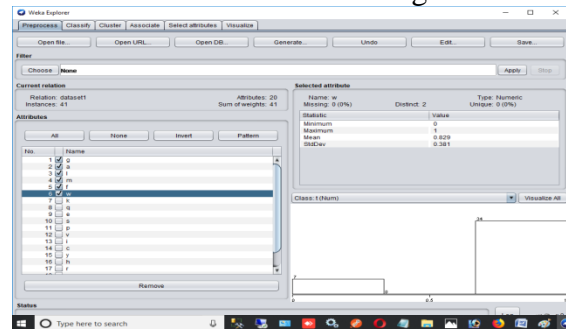 Weka Explorer
Preprocess Classify Cluster Associate Select attributes Visualize
Open file... Open URL... Open DB... Generate... Undo Edit... Save...
Filter
Choose None Apply Stop
Current relation
Relation: dataset1 Attributes: 20
Instances: 41 Sum of weights: 41
Selected attribute
Name: w Type: Numeric
Missing: 0 (0%) Distinct: 2 Unique: 0 (0%)
Statistic Value
Minimum 0
Maximum 1
Mean 0.829
StdDev 0.381
Attributes
All None Invert Pattern
No. Name
1 g
2 a
3 l
4 m
5 f
6 w
7 k
8 q
9 e
10 s
11 p
12 v
13 i
14 c
15 y
16 h
17 r
Remove
Class: t (Num) Visualize All
34
7
0
0 0.5
Status
Type here to search